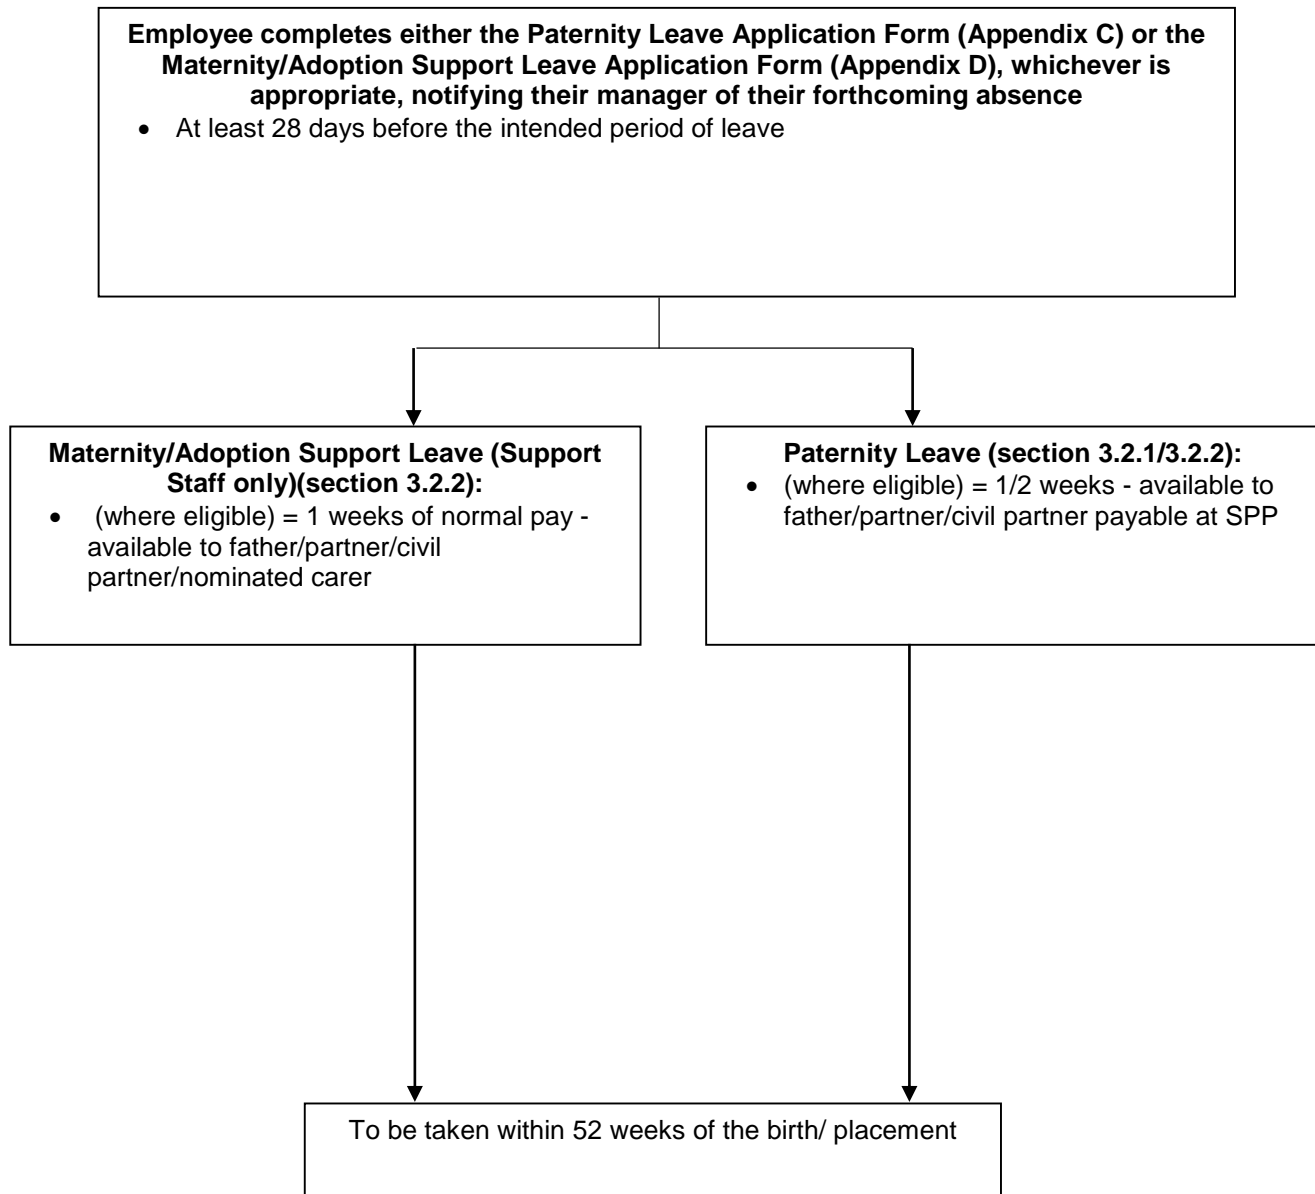 Employee completes either the Paternity Leave Application Form (Appendix C) or the
Maternity/Adoption Support Leave Application Form (Appendix D), whichever is
appropriate, notifying their manager of their forthcoming absence
• At least 28 days before the intended period of leave
Maternity/Adoption Support Leave (Support
Staff only)(section 3.2.2):
• (where eligible) = 1 weeks of normal pay -
available to father/partner/civil
partner/nominated carer
Paternity Leave (section 3.2.1/3.2.2):
• (where eligible) = 1/2 weeks - available to
father/partner/civil partner payable at SPP
To be taken within 52 weeks of the birth/ placement